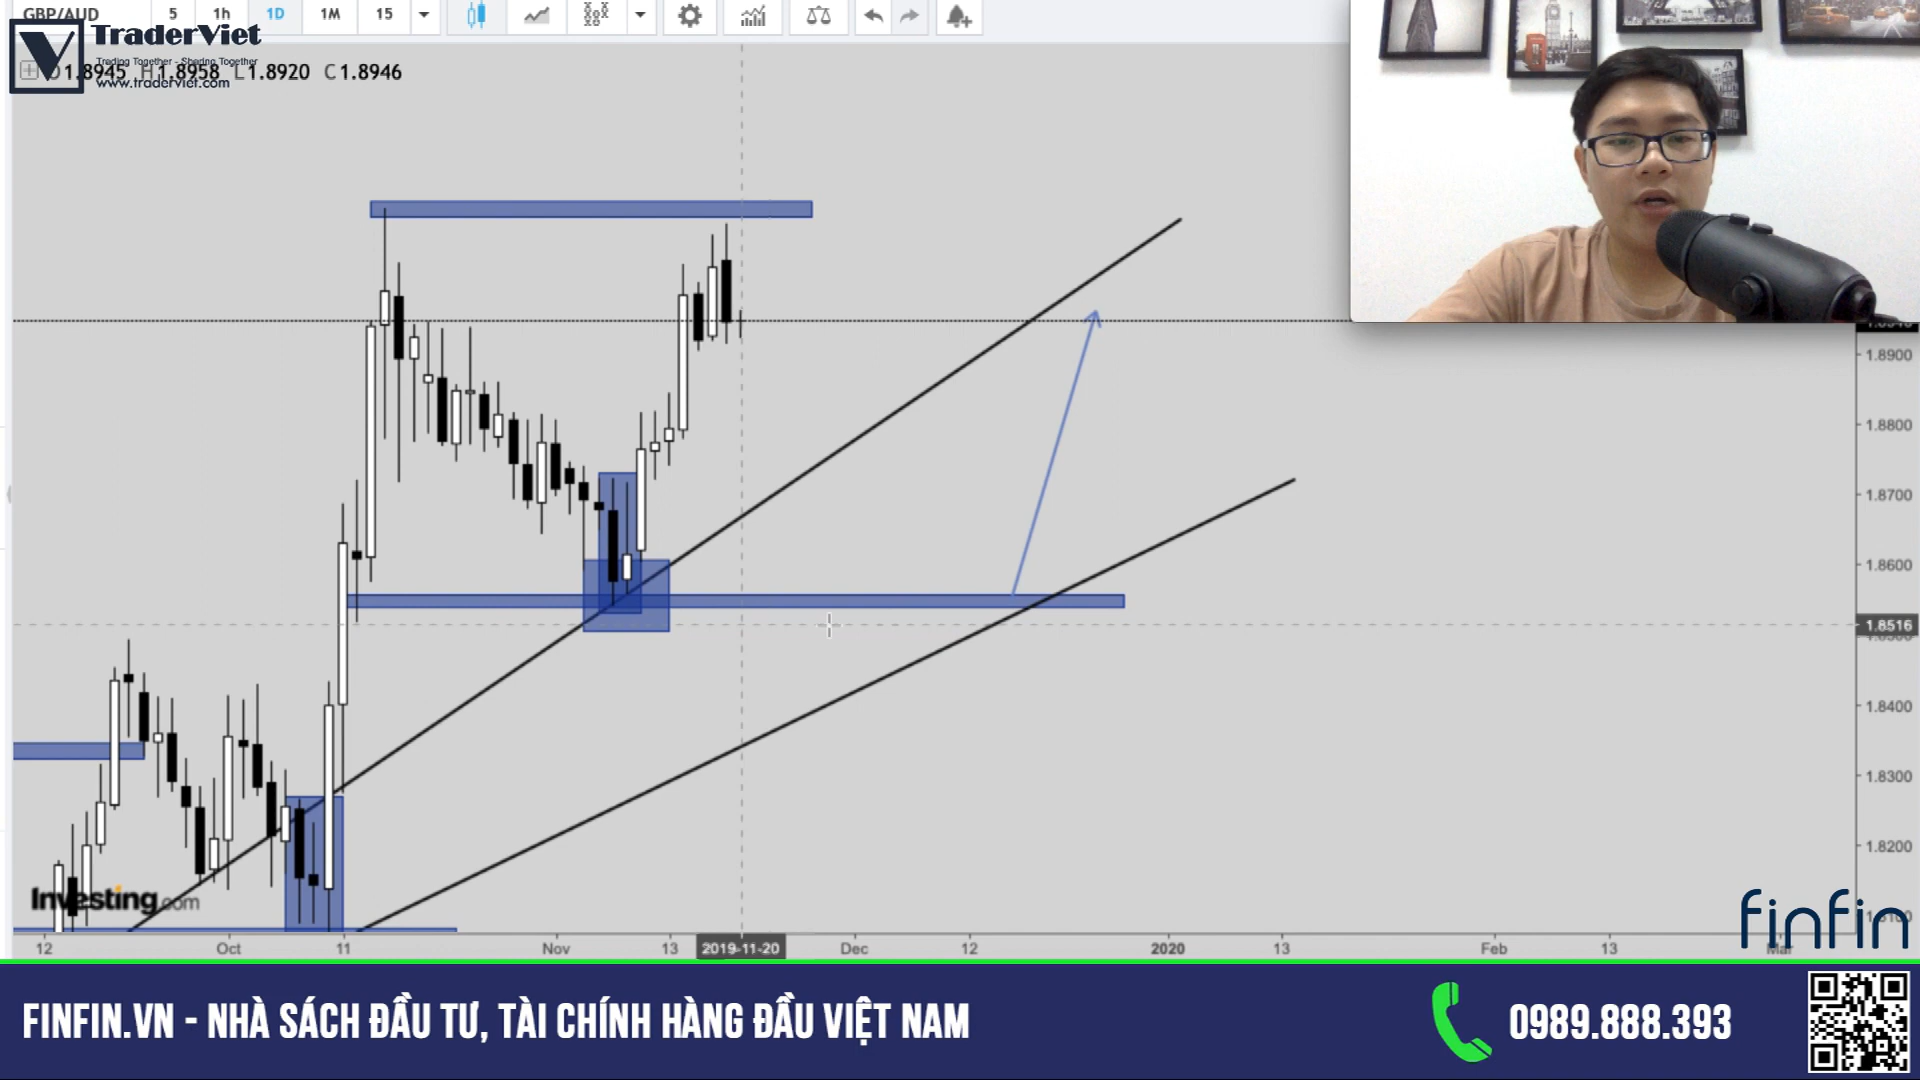 GBP/AUD 5 1h 1D 1M 15
TraderViet
Trading Together - Sharing Together
www.traderviet.com
O1.8945 H1.8958 L1.8920 C1.8946
1.8900
1.8800
1.8700
1.8600
1.8516
1.8400
1.8300
1.8200
Investing.com
finfin
12 Oct 11 Nov 13 2019-11-20 Dec 12 2020 13 Feb 13 Mar
FINFIN.VN - NHÀ SÁCH ĐẦU TƯ, TÀI CHÍNH HÀNG ĐẦU VIỆT NAM
0989.888.393